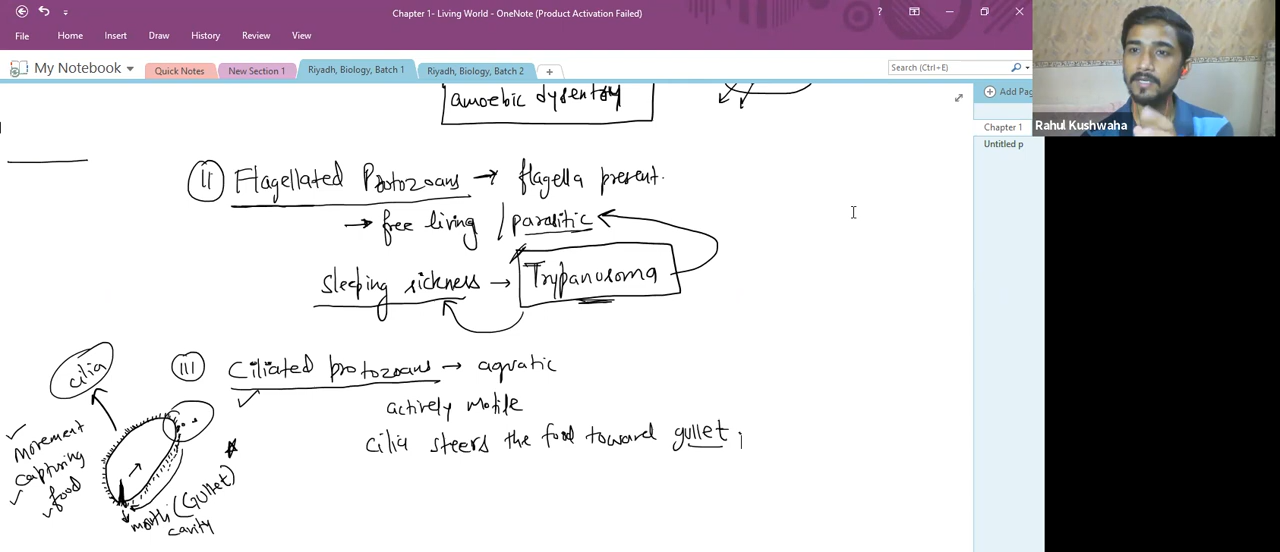 Chapter 1- Living World - OneNote (Product Activation Failed)
?
File Home Insert Draw History Review View
My Notebook
Quick Notes New Section 1 Riyadh, Biology, Batch 1 Riyadh, Biology, Batch 2 +
Search (Ctrl+E)
Add Pag
Chapter 1
Untitled p
Rahul Kushwaha
amoebic dysentry
II Flagellated Protozoans → flagella present.
→ free living / parasitic
sleeping sickness → Trypanosoma
III Ciliated protozoans → aquatic
actively motile
cilia steers the food toward gullet
cilia
Movement
capturing
food
mouth (Gullet)
cavity